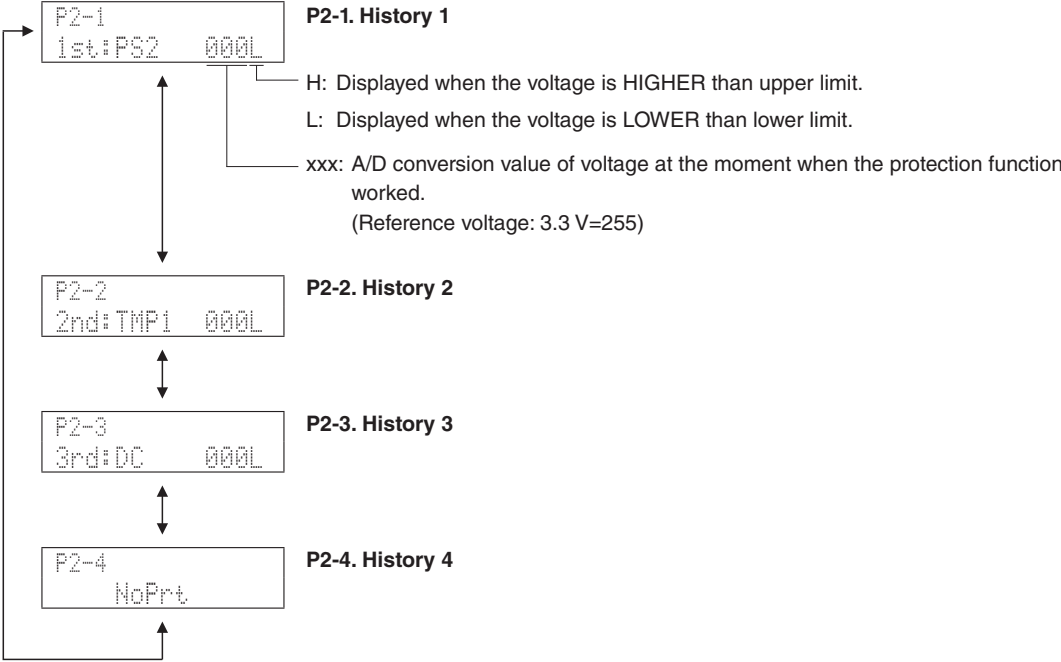 P2-1
1st:PS2 000L
P2-1. History 1
H: Displayed when the voltage is HIGHER than upper limit.
L: Displayed when the voltage is LOWER than lower limit.
xxx: A/D conversion value of voltage at the moment when the protection function
worked.
(Reference voltage: 3.3 V=255)
P2-2
2nd:TMP1 000L
P2-2. History 2
P2-3
3rd:DC 000L
P2-3. History 3
P2-4
NoPrt
P2-4. History 4